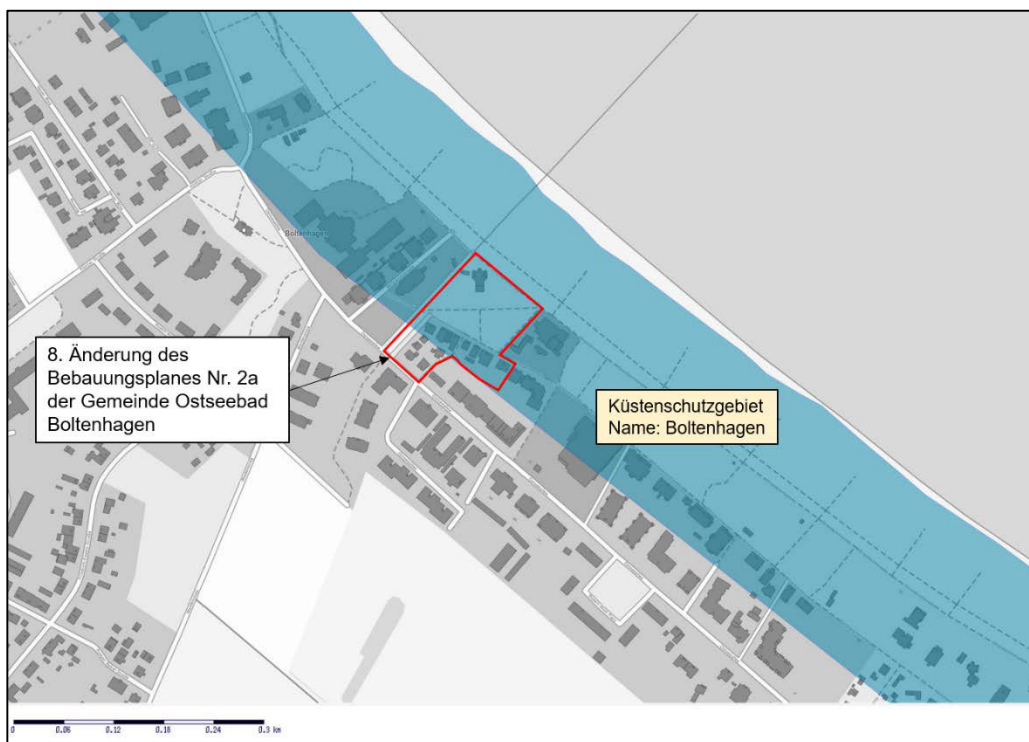 Boltenhagen
8. Änderung des
Bebauungsplanes Nr. 2a
der Gemeinde Ostseebad
Boltenhagen
Küstenschutzgebiet
Name: Boltenhagen
0 0.06 0.12 0.18 0.24 0.3 km